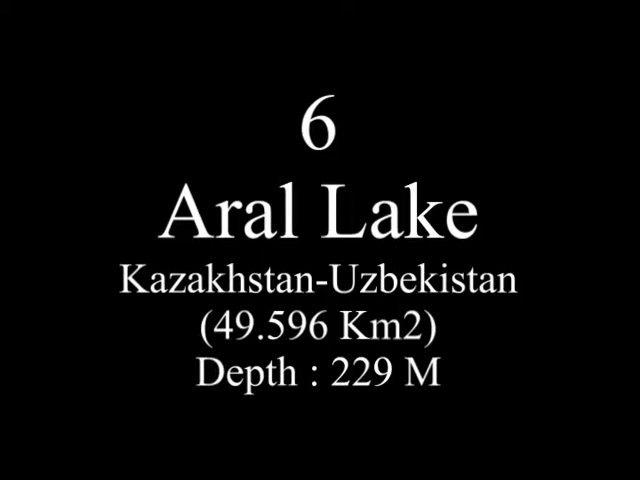 6
Aral Lake
Kazakhstan-Uzbekistan
(49.596 Km2)
Depth : 229 M